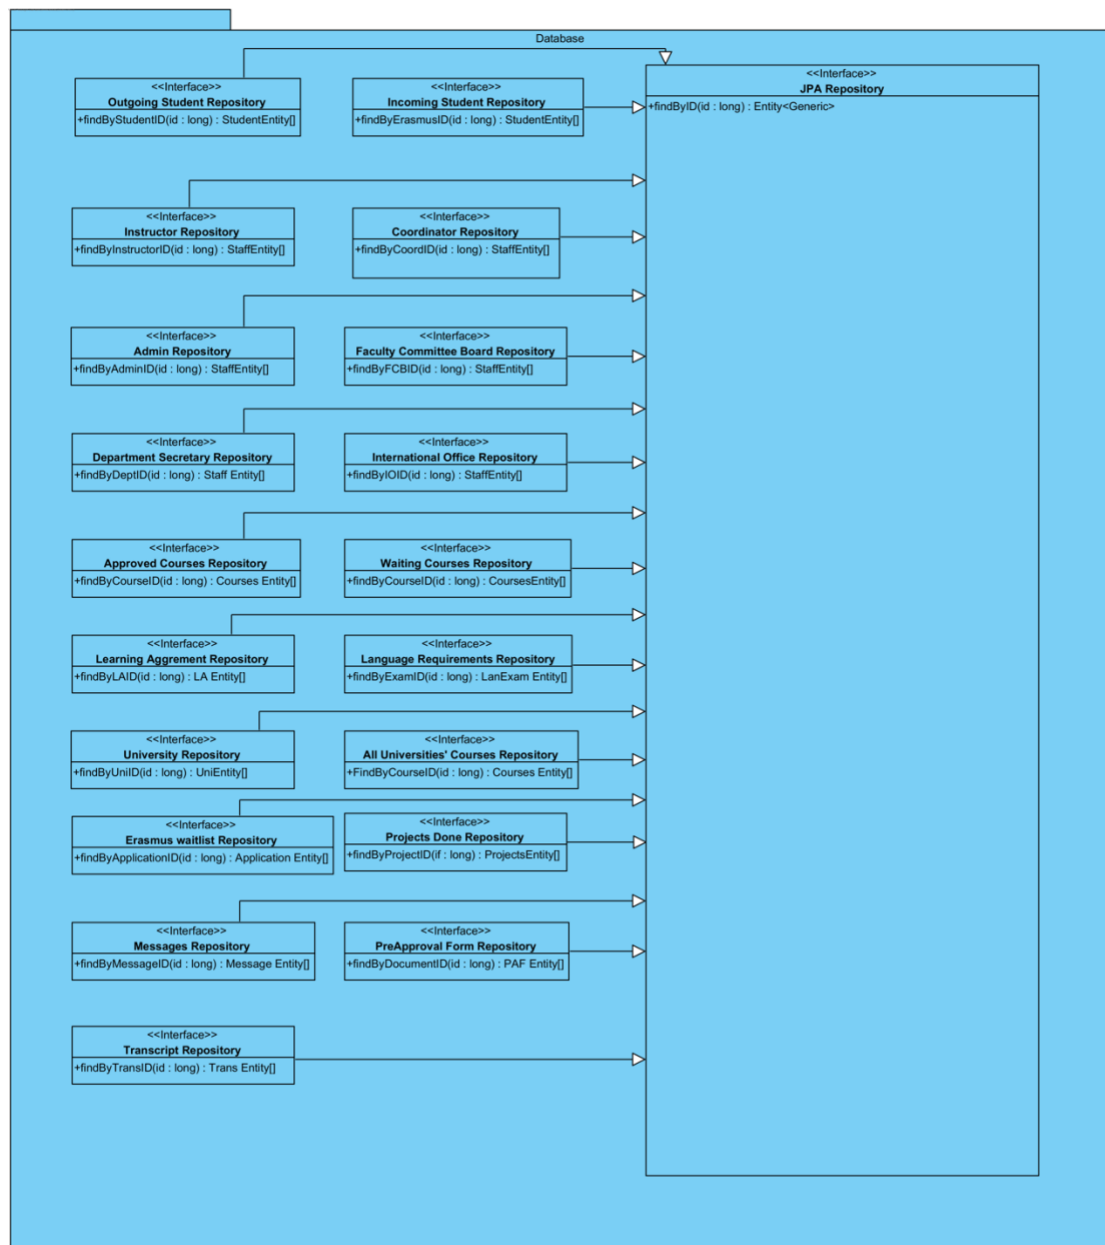 Database
<<Interface>>
Outgoing Student Repository
+findByStudentID(id : long) : StudentEntity[]
<<Interface>>
Incoming Student Repository
+findByErasmusID(id : long) : StudentEntity[]
<<Interface>>
JPA Repository
+findByID(id : long) : Entity<Generic>
<<Interface>>
Instructor Repository
+findByInstructorID(id : long) : StaffEntity[]
<<Interface>>
Coordinator Repository
+findByCoordID(id : long) : StaffEntity[]
<<Interface>>
Admin Repository
+findByAdminID(id : long) : StaffEntity[]
<<Interface>>
Faculty Committee Board Repository
+findByFCBID(id : long) : StaffEntity[]
<<Interface>>
Department Secretary Repository
+findByDeptID(id : long) : Staff Entity[]
<<Interface>>
International Office Repository
+findByIOID(id : long) : StaffEntity[]
<<Interface>>
Approved Courses Repository
+findByCourseID(id : long) : Courses Entity[]
<<Interface>>
Waiting Courses Repository
+findByCourseID(id : long) : CoursesEntity[]
<<Interface>>
Learning Aggrement Repository
+findByLAID(id : long) : LA Entity[]
<<Interface>>
Language Requirements Repository
+findByExamID(id : long) : LanExam Entity[]
<<Interface>>
University Repository
+findByUniID(id : long) : UniEntity[]
<<Interface>>
All Universities' Courses Repository
+FindByCourseID(id : long) : Courses Entity[]
<<Interface>>
Erasmus waitlist Repository
+findByApplicationID(id : long) : Application Entity[]
<<Interface>>
Projects Done Repository
+findByProjectID(if : long) : ProjectsEntity[]
<<Interface>>
Messages Repository
+findByMessageID(id : long) : Message Entity[]
<<Interface>>
PreApproval Form Repository
+findByDocumentID(id : long) : PAF Entity[]
<<Interface>>
Transcript Repository
+findByTransID(id : long) : Trans Entity[]